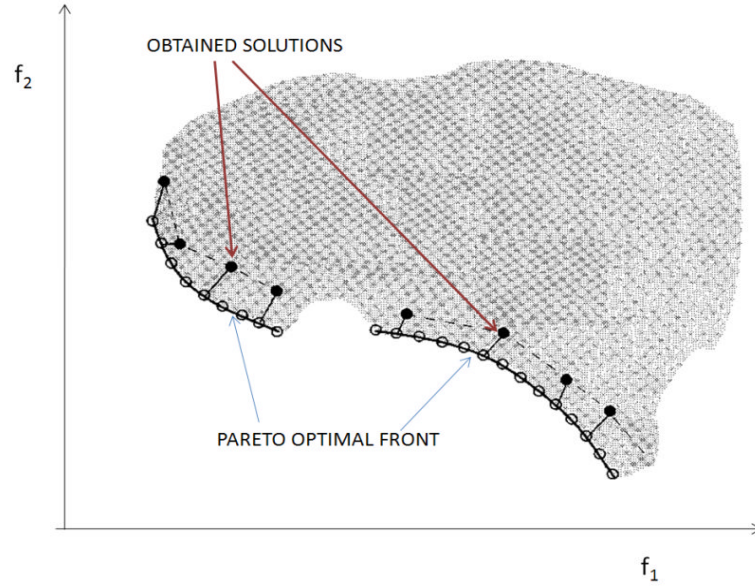 OBTAINED SOLUTIONS
f₂
PARETO OPTIMAL FRONT
f₁